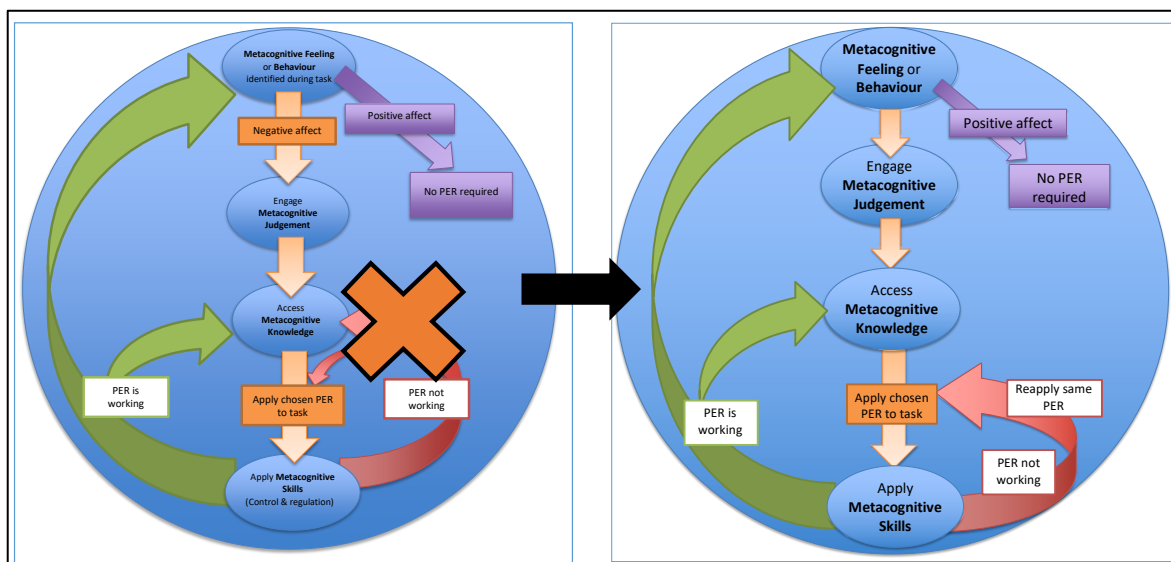 Metacognitive Feeling
or Behaviour
identified during task
Negative affect
Positive affect
No PER required
Engage
Metacognitive
Judgement
Access
Metacognitive
Knowledge
Apply chosen PER
to task
PER is
working
PER not
working
Apply Metacognitive
Skills
(Control & regulation)
Metacognitive
Feeling or
Behaviour
Positive affect
No PER
required
Engage
Metacognitive
Judgement
Access
Metacognitive
Knowledge
Apply chosen
PER to task
Reapply same
PER
PER is
working
PER not
working
Apply
Metacognitive
Skills